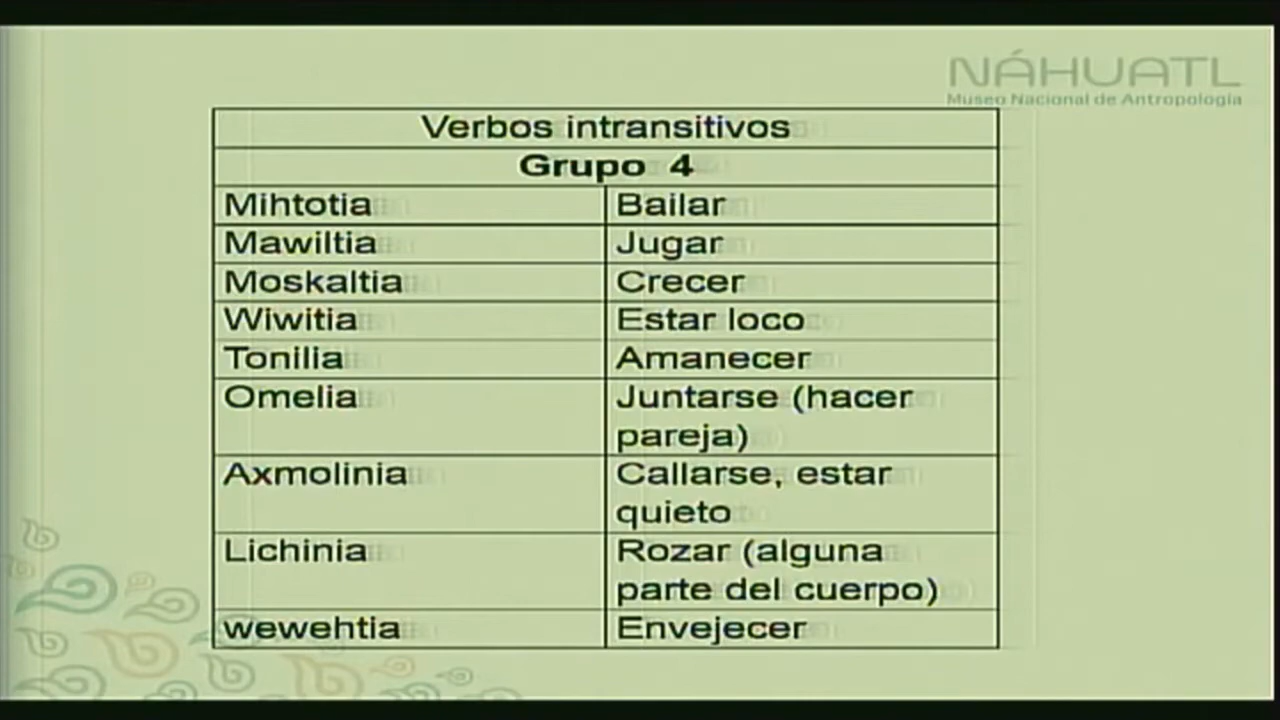 NÁHUATL
Museo Nacional de Antropología
Verbos intransitivos
Grupo 4
Mihtotia Bailar
Mawiltia Jugar
Moskaltia Crecer
Wiwitia Estar loco
Tonilia Amanecer
Omelia Juntarse (hacer
pareja)
Axmolinia Callarse, estar
quieto
Lichinia Rozar (alguna
parte del cuerpo)
wewehtia Envejecer